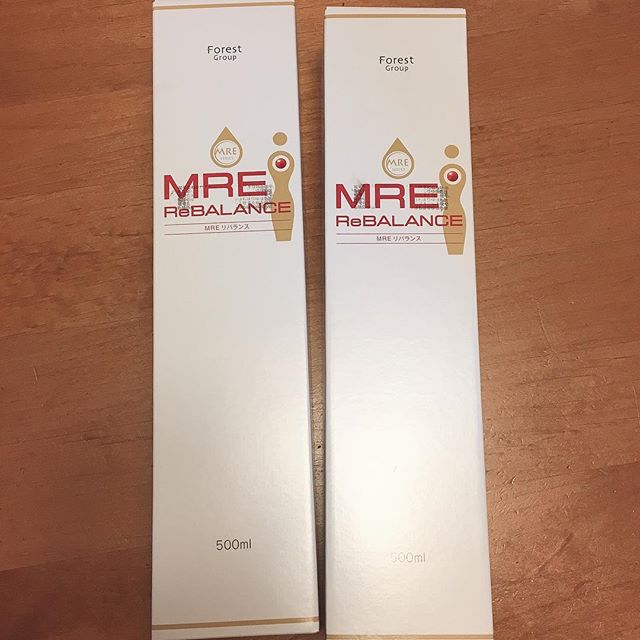 Forest
Group
MRE
SERIES
MRE
ReBALANCE
MRE リバランス
500ml
Forest
Group
MRE
SERIES
MRE
ReBALANCE
MRE リバランス
500ml